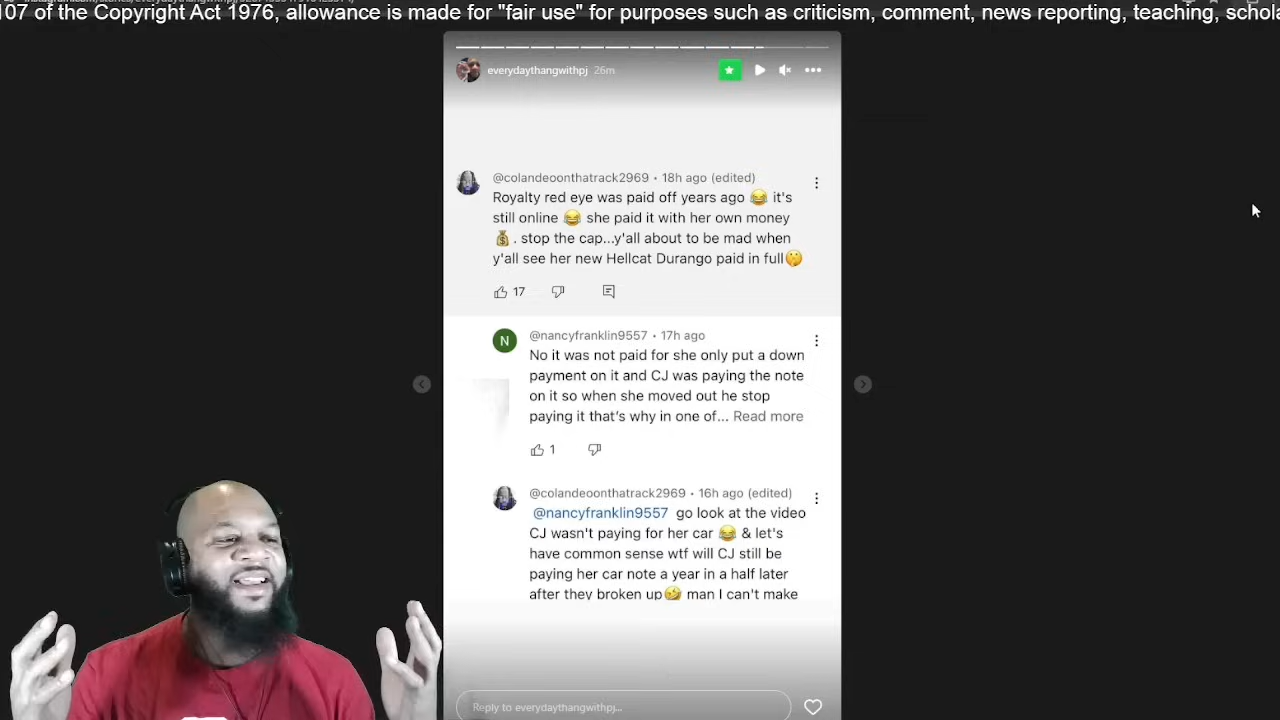 107 of the Copyright Act 1976, allowance is made for "fair use" for purposes such as criticism, comment, news reporting, teaching,
everydaythangwithpj 26m
@colandeoonthatrack2969 • 18h ago (edited)
Royalty red eye was paid off years ago 😂 it's
still online 😂 she paid it with her own money
💰. stop the cap...y'all about to be mad when
y'all see her new Hellcat Durango paid in full🤫
17
N
@nancyfranklin9557 • 17h ago
No it was not paid for she only put a down
payment on it and CJ was paying the note
on it so when she moved out he stop
paying it that's why in one of... Read more
1
@colandeoonthatrack2969 • 16h ago (edited)
@nancyfranklin9557 go look at the video
CJ wasn't paying for her car 😂 & let's
have common sense wtf will CJ still be
paying her car note a year in a half later
after they broken up🤣 man I can't make
Reply to everydaythangwithpj...